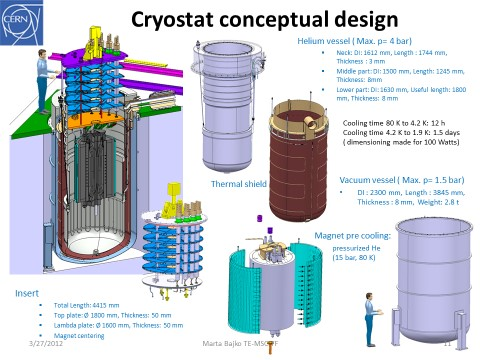 CERN
Cryostat conceptual design
Helium vessel ( Max. p= 4 bar)
Neck: DI: 1612 mm, Length : 1744 mm,
Thickness : 3 mm
Middle part: DI: 1500 mm, Length: 1245 mm,
Thickness: 8mm
Lower part: DI: 1630 mm, Useful length: 1800
mm, Thickness: 8 mm
Cooling time 80 K to 4.2 K: 12 h
Cooling time 4.2 K to 1.9 K: 1.5 days
( dimensioning made for 100 Watts)
Thermal shield
Vacuum vessel ( Max. p= 1.5 bar)
DI : 2300 mm, Length : 3845 mm,
Thickness : 8 mm, Weight: 2.8 t
Magnet pre cooling:
pressurized He
(15 bar, 80 K)
Insert
Total Length: 4415 mm
Top plate: Ø 1800 mm, Thickness: 50 mm
Lambda plate: Ø 1600 mm, Thickness: 50 mm
Magnet centering
3/27/2012
Marta Bajko TE-MSC-TF
11